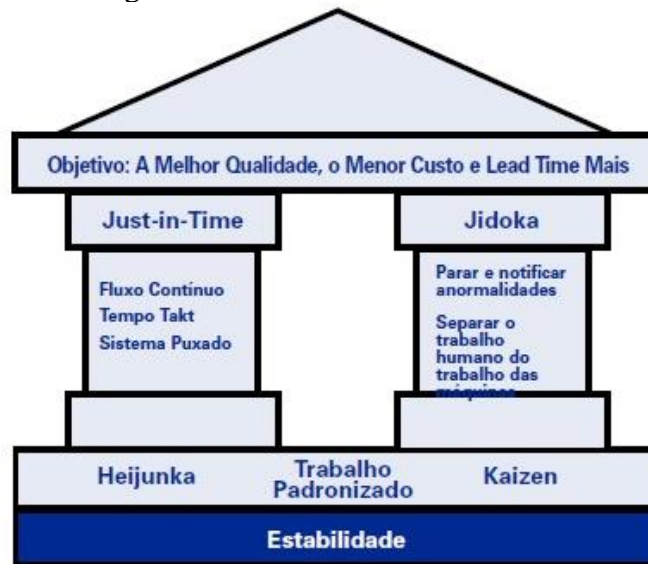 Objetivo: A Melhor Qualidade, o Menor Custo e Lead Time Mais
Just-in-Time
Jidoka
Fluxo Contínuo
Tempo Takt
Sistema Puxado
Parar e notificar
anormalidades
Separar o
trabalho
humano do
trabalho das
máquinas
Heijunka
Trabalho
Padronizado
Kaizen
Estabilidade